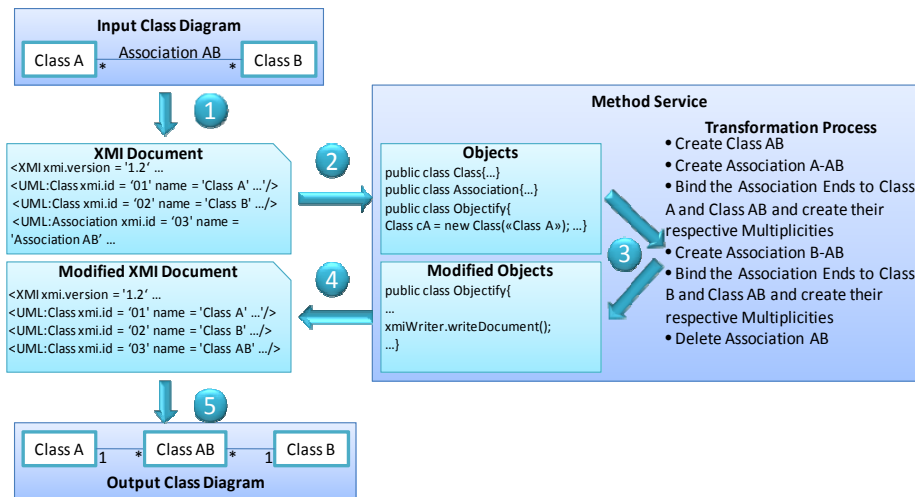 Input Class Diagram
Class A
Association AB
Class B
*
*
1
XMI Document
<XMI xmi.version = '1.2‘ ...
<UML:Class xmi.id = ‘01' name = 'Class A' ...'/>
<UML:Class xmi.id = ‘02' name = 'Class B' .../>
<UML:Association xmi.id = ‘03' name =
'Association AB’ ...
2
Method Service
Objects
public class Class{...}
public class Association{...}
public class Objectify{
Class cA = new Class(«Class A»); ...}
3
Transformation Process
• Create Class AB
• Create Association A-AB
• Bind the Association Ends to Class
A and Class AB and create their
respective Multiplicities
• Create Association B-AB
• Bind the Association Ends to Class
B and Class AB and create their
respective Multiplicities
• Delete Association AB
Modified Objects
public class Objectify{
...
xmiWriter.writeDocument();
...}
4
Modified XMI Document
<XMI xmi.version = '1.2‘ ...
<UML:Class xmi.id = ‘01' name = 'Class A' ...'/>
<UML:Class xmi.id = ‘02' name = 'Class B' .../>
<UML:Class xmi.id = ‘03' name = 'Class AB' .../>
5
Class A
1
*
Class AB
*
1
Class B
Output Class Diagram